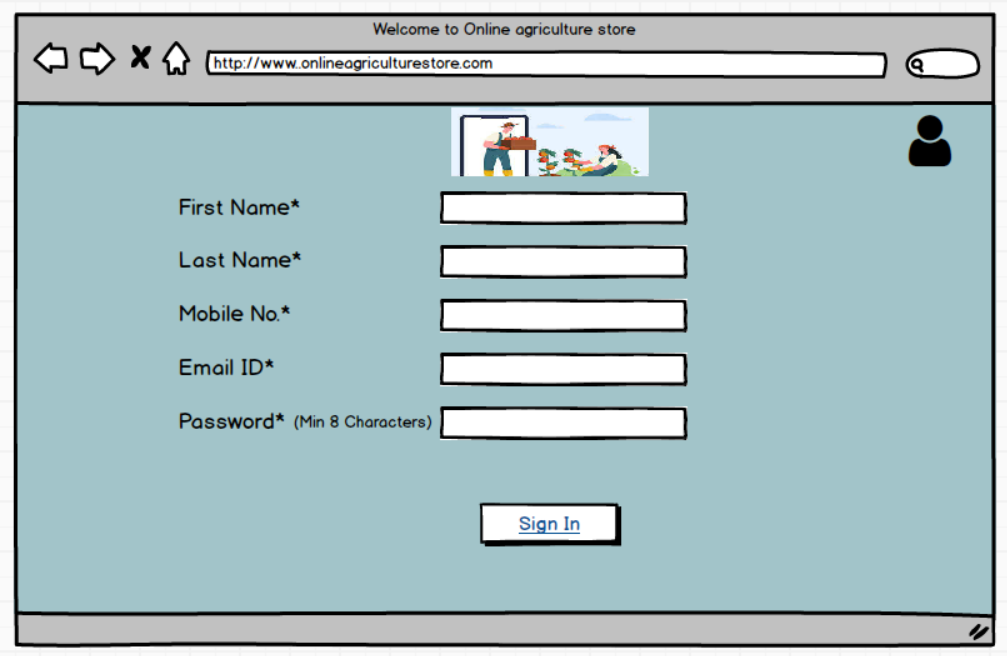 Welcome to Online agriculture store
http://www.onlineagriculturestore.com
First Name*
Last Name*
Mobile No.*
Email ID*
Password* (Min 8 Characters)
Sign In